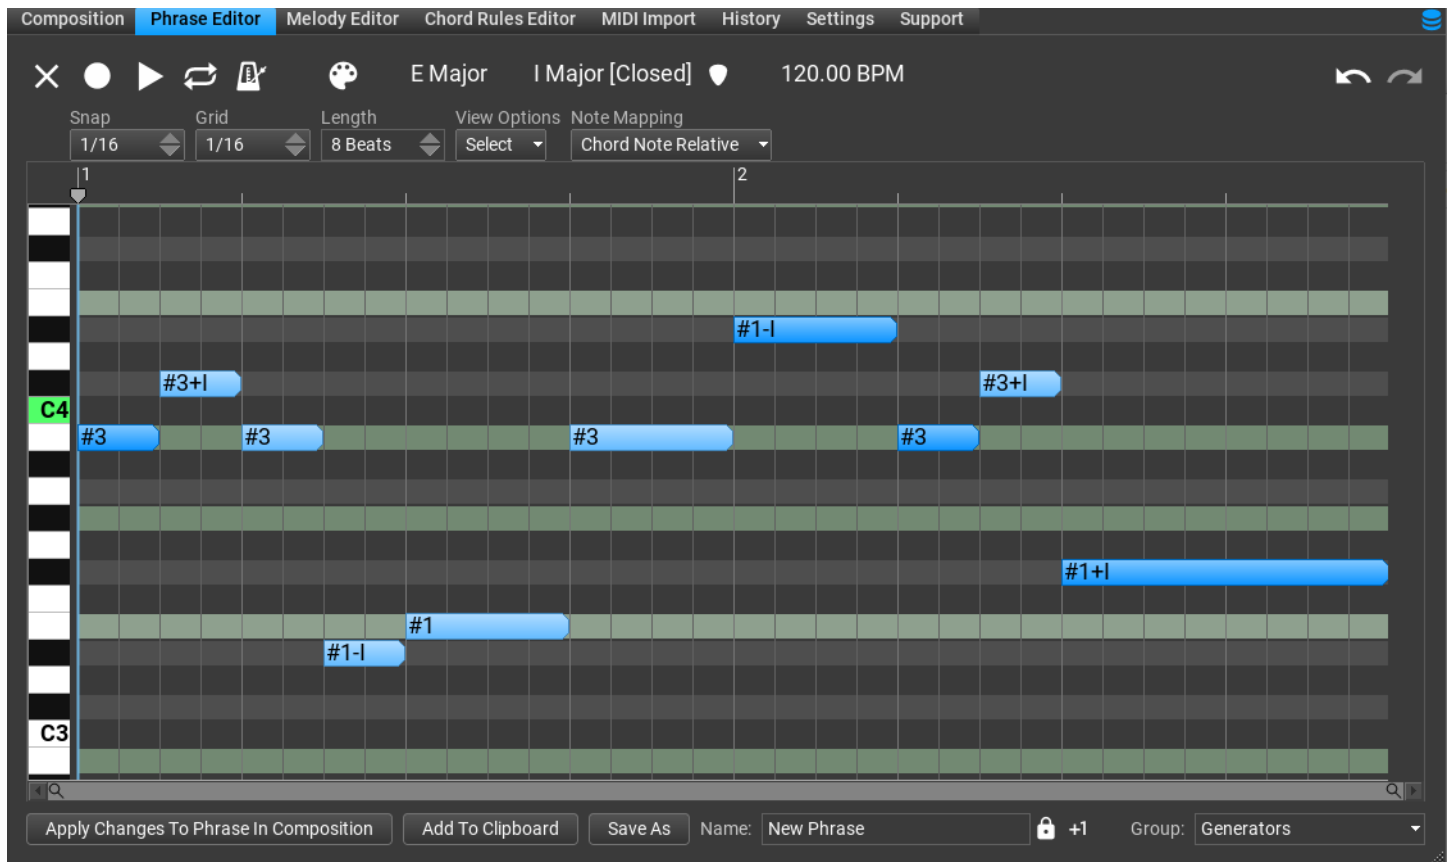 Composition Phrase Editor Melody Editor Chord Rules Editor MIDI Import History Settings Support
E Major I Major [Closed] 120.00 BPM
Snap Grid Length View Options Note Mapping
1/16 1/16 8 Beats Select Chord Note Relative
1 2
#1-I
#3+I #3+I
C4
#3 #3 #3 #3
#1+I
#1
#1-I
C3
Apply Changes To Phrase In Composition Add To Clipboard Save As Name: New Phrase +1 Group: Generators